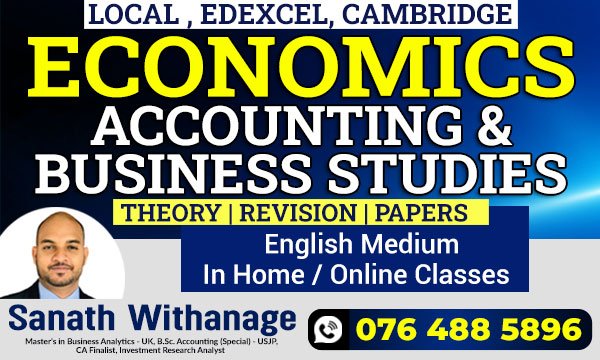 LOCAL , EDEXCEL, CAMBRIDGE
ECONOMICS
ACCOUNTING &
BUSINESS STUDIES
THEORY | REVISION | PAPERS
English Medium
In Home / Online Classes
Sanath Withanage
Master's in Business Analytics - UK, B.Sc. Accounting (Special) - USJP,
CA Finalist, Investment Research Analyst
076 488 5896